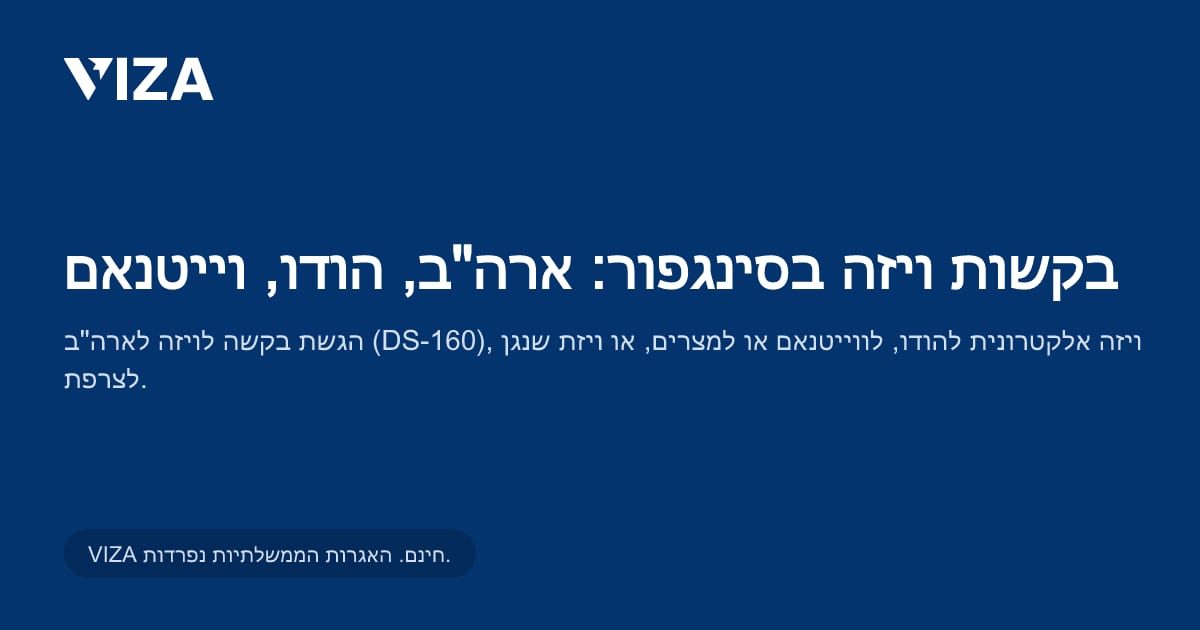 VIZA
בקשות ויזה בסינגפור: ארה"ב, הודו, וייטנאם
הגשת בקשה לויזה לארה"ב (DS-160), ויזה אלקטרונית להודו, לווייטנאם או למצרים, או ויזת שנגן
לצרפת.
VIZA חינם. האגרות הממשלתיות נפרדות.